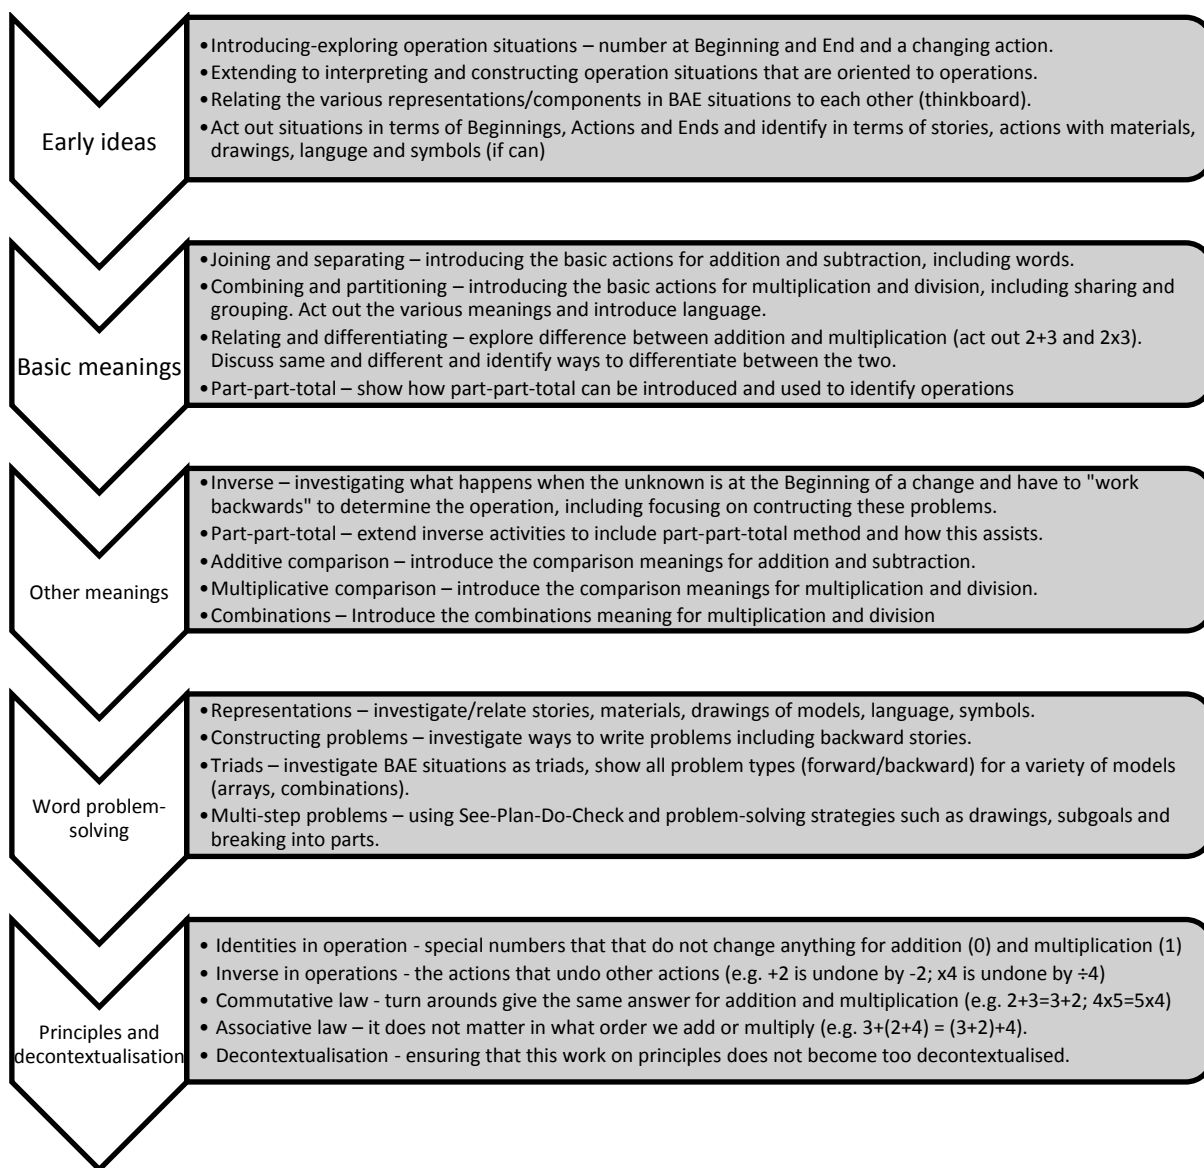 Early ideas
•Introducing-exploring operation situations – number at Beginning and End and a changing action.
•Extending to interpreting and constructing operation situations that are oriented to operations.
•Relating the various representations/components in BAE situations to each other (thinkboard).
•Act out situations in terms of Beginnings, Actions and Ends and identify in terms of stories, actions with materials,
drawings, languge and symbols (if can)
Basic meanings
•Joining and separating – introducing the basic actions for addition and subtraction, including words.
•Combining and partitioning – introducing the basic actions for multiplication and division, including sharing and
grouping. Act out the various meanings and introduce language.
•Relating and differentiating – explore difference between addition and multiplication (act out 2+3 and 2x3).
Discuss same and different and identify ways to differentiate between the two.
•Part-part-total – show how part-part-total can be introduced and used to identify operations
Other meanings
•Inverse – investigating what happens when the unknown is at the Beginning of a change and have to "work
backwards" to determine the operation, including focusing on contructing these problems.
•Part-part-total – extend inverse activities to include part-part-total method and how this assists.
•Additive comparison – introduce the comparison meanings for addition and subtraction.
•Multiplicative comparison – introduce the comparison meanings for multiplication and division.
•Combinations – Introduce the combinations meaning for multiplication and division
Word problem-
solving
•Representations – investigate/relate stories, materials, drawings of models, language, symbols.
•Constructing problems – investigate ways to write problems including backward stories.
•Triads – investigate BAE situations as triads, show all problem types (forward/backward) for a variety of models
(arrays, combinations).
•Multi-step problems – using See-Plan-Do-Check and problem-solving strategies such as drawings, subgoals and
breaking into parts.
Principles and
decontextualisation
• Identities in operation - special numbers that that do not change anything for addition (0) and multiplication (1)
• Inverse in operations - the actions that undo other actions (e.g. +2 is undone by -2; x4 is undone by ÷4)
• Commutative law - turn arounds give the same answer for addition and multiplication (e.g. 2+3=3+2; 4x5=5x4)
• Associative law – it does not matter in what order we add or multiply (e.g. 3+(2+4) = (3+2)+4).
• Decontextualisation - ensuring that this work on principles does not become too decontextualised.